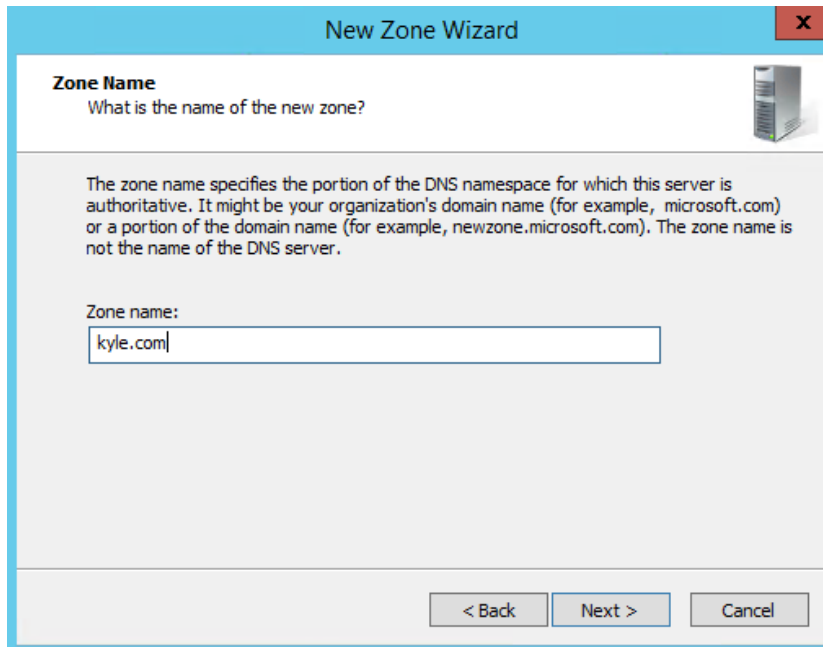 New Zone Wizard
x
Zone Name
What is the name of the new zone?
The zone name specifies the portion of the DNS namespace for which this server is
authoritative. It might be your organization's domain name (for example, microsoft.com)
or a portion of the domain name (for example, newzone.microsoft.com). The zone name is
not the name of the DNS server.
Zone name:
kyle.com
< Back Next > Cancel